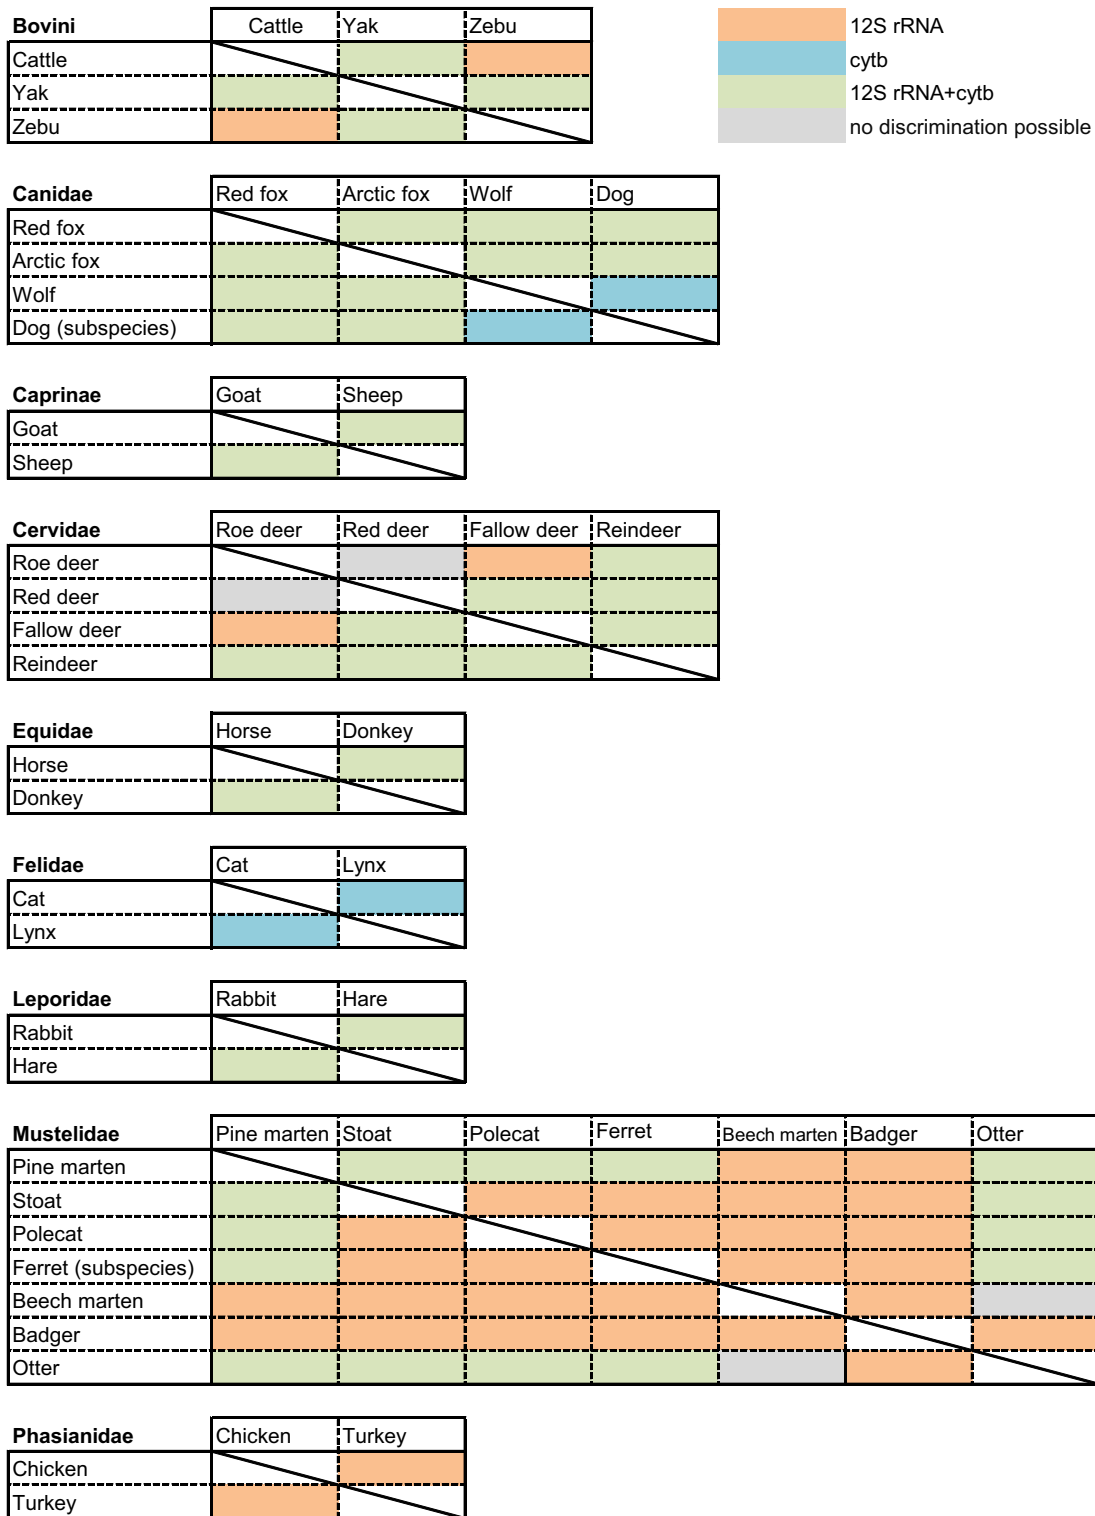 Bovini Cattle Yak Zebu 12S rRNA
Cattle cytb
Yak 12S rRNA+cytb
Zebu no discrimination possible
Canidae Red fox Arctic fox Wolf Dog
Red fox
Arctic fox
Wolf
Dog (subspecies)
Caprinae Goat Sheep
Goat
Sheep
Cervidae Roe deer Red deer Fallow deer Reindeer
Roe deer
Red deer
Fallow deer
Reindeer
Equidae Horse Donkey
Horse
Donkey
Felidae Cat Lynx
Cat
Lynx
Leporidae Rabbit Hare
Rabbit
Hare
Mustelidae Pine marten Stoat Polecat Ferret Beech marten Badger Otter
Pine marten
Stoat
Polecat
Ferret (subspecies)
Beech marten
Badger
Otter
Phasianidae Chicken Turkey
Chicken
Turkey